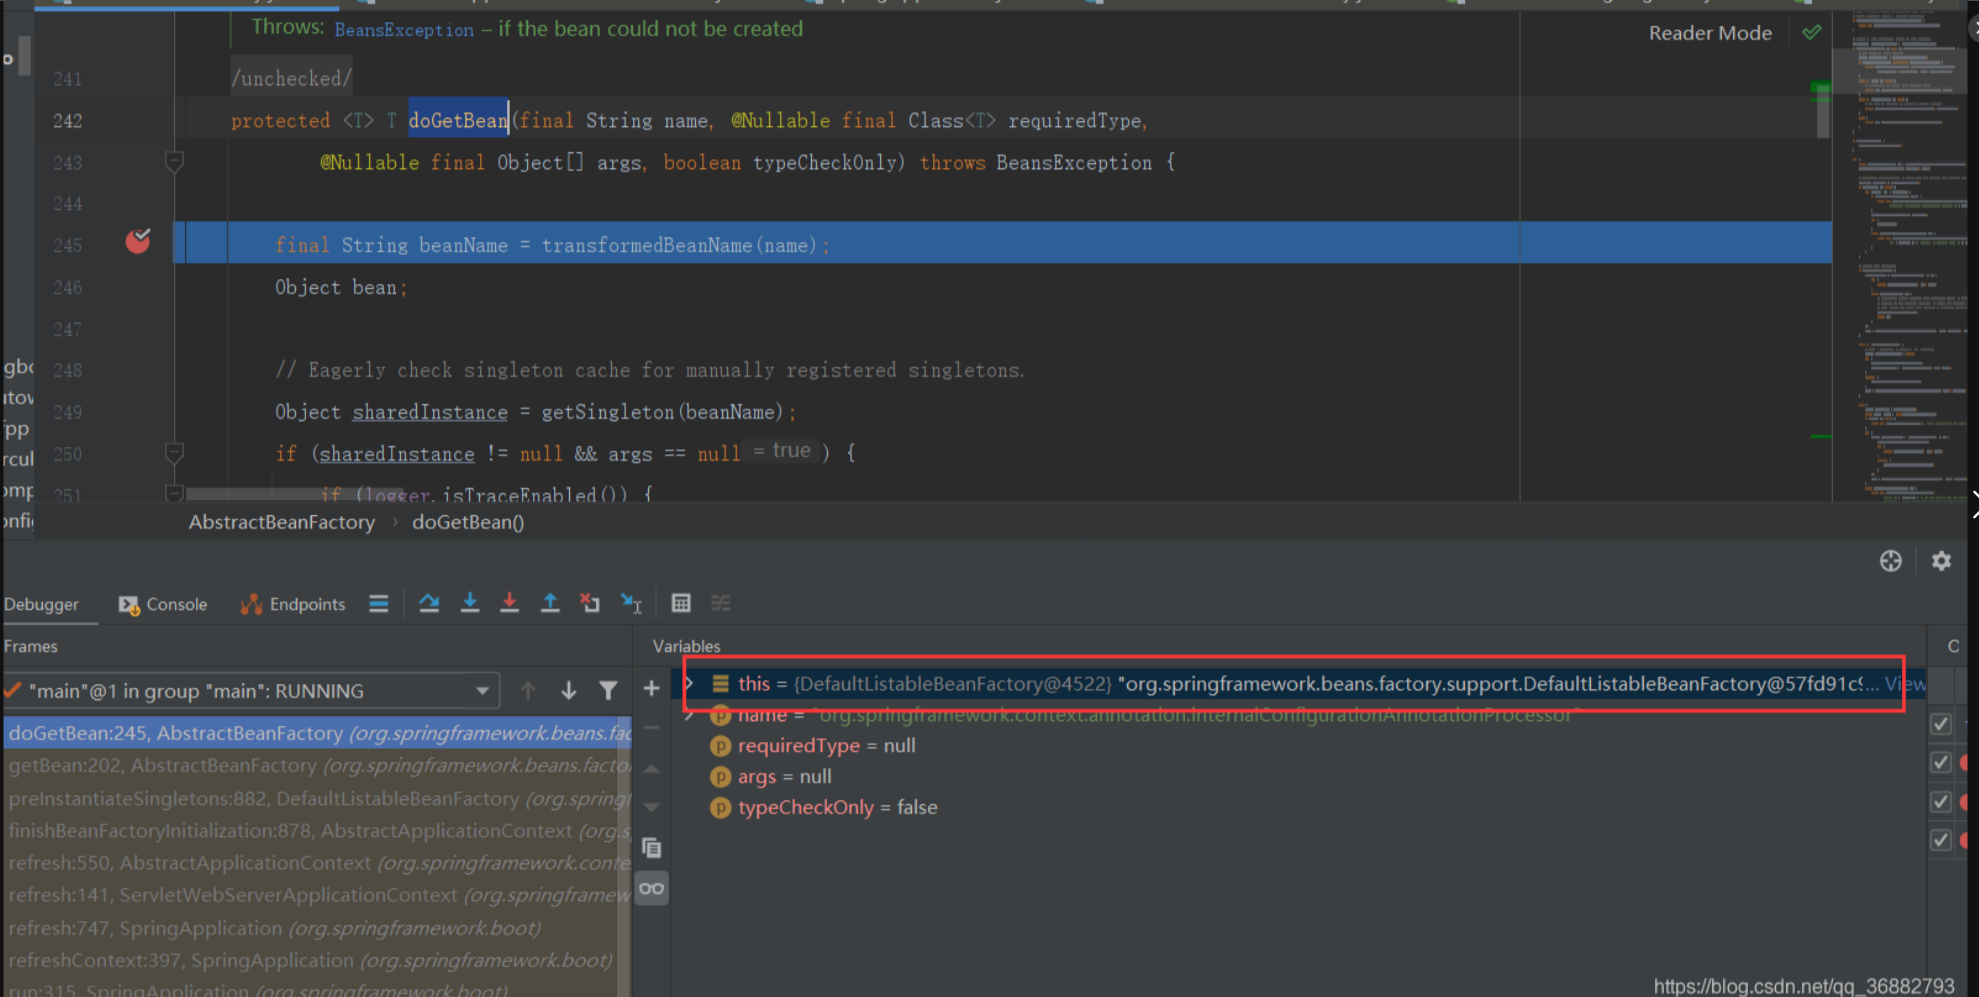 Throws: BeansException – if the bean could not be created
Reader Mode
241 /unchecked/
242 protected <T> T doGetBean(final String name, @Nullable final Class<T> requiredType,
243 @Nullable final Object[] args, boolean typeCheckOnly) throws BeansException {
244
245 final String beanName = transformedBeanName(name);
246 Object bean;
247
248 // Eagerly check singleton cache for manually registered singletons.
249 Object sharedInstance = getSingleton(beanName);
250 if (sharedInstance != null && args == null = true ) {
251 if (logger.isTraceEnabled()) {
AbstractBeanFactory › doGetBean()
Debugger Console Endpoints
Frames
Variables
"main"@1 in group "main": RUNNING
doGetBean:245, AbstractBeanFactory (org.springframework.beans.fac
getBean:202, AbstractBeanFactory (org.springframework.beans.facto
preInstantiateSingletons:882, DefaultListableBeanFactory (org.springf
finishBeanFactoryInitialization:878, AbstractApplicationContext (org.s
refresh:550, AbstractApplicationContext (org.springframework.conte
refresh:141, ServletWebServerApplicationContext (org.springframew
refresh:747, SpringApplication (org.springframework.boot)
refreshContext:397, SpringApplication (org.springframework.boot)
run:315, SpringApplication (org.springframework.boot)
this = {DefaultListableBeanFactory@4522} "org.springframework.beans.factory.support.DefaultListableBeanFactory@57fd91c9... View
name = "org.springframework.context.annotation.internalConfigurationAnnotationProcessor"
requiredType = null
args = null
typeCheckOnly = false
https://blog.csdn.net/qq_36882793